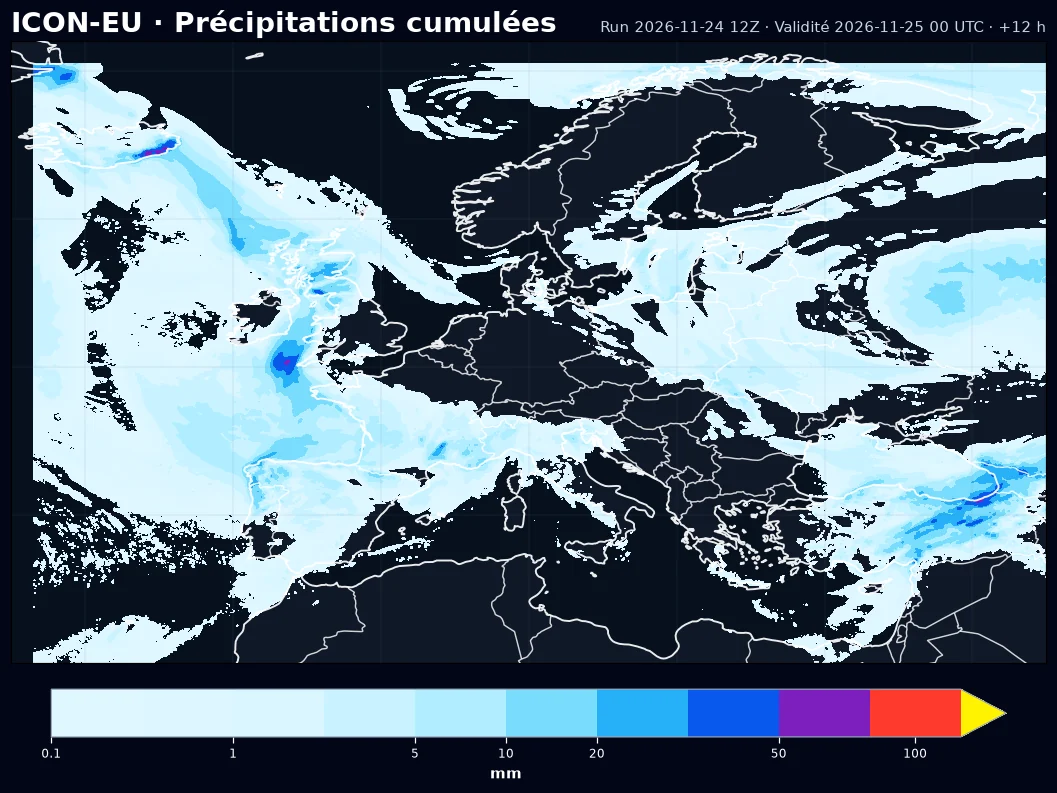 ICON-EU · Précipitations cumulées
Run 2026-11-24 12Z · Validité 2026-11-25 00 UTC · +12 h
0.1 1 5 10 20 50 100
mm